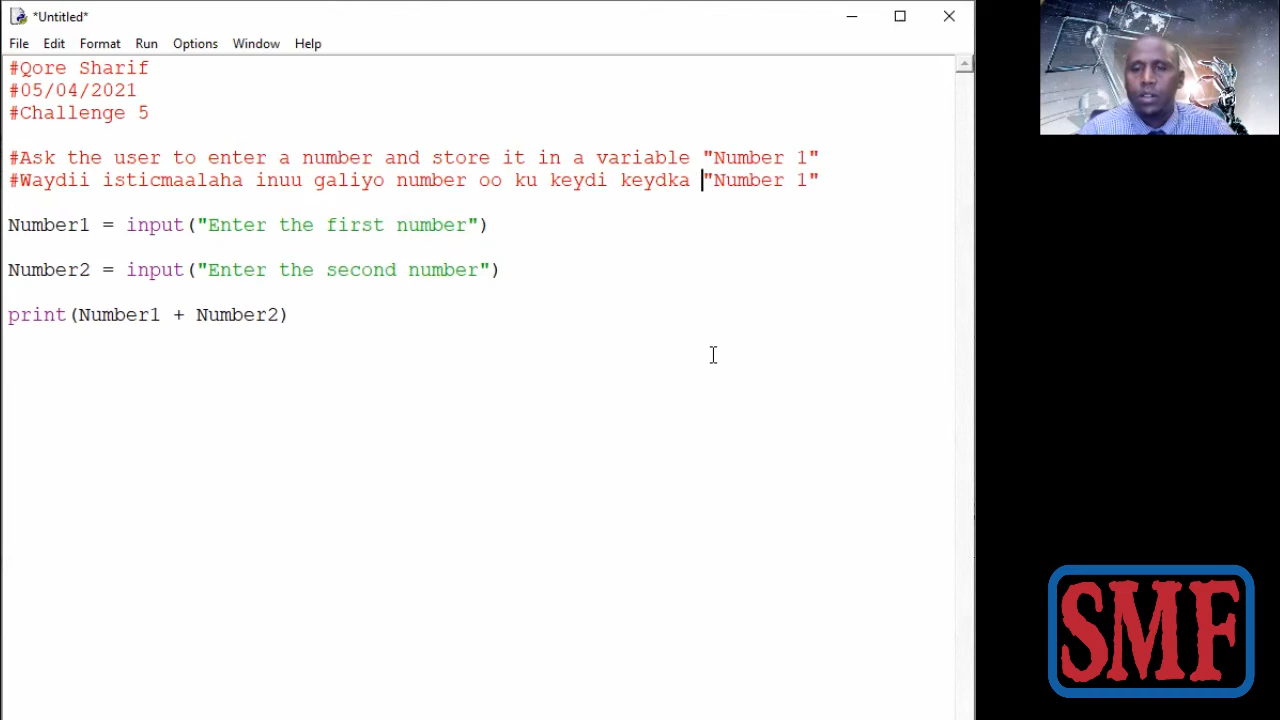 *Untitled*
File Edit Format Run Options Window Help
#Qore Sharif
#05/04/2021
#Challenge 5
#Ask the user to enter a number and store it in a variable "Number 1"
#Waydii isticmaalaha inuu galiyo number oo ku keydi keydka "Number 1"
Number1 = input("Enter the first number")
Number2 = input("Enter the second number")
print(Number1 + Number2)
SMF